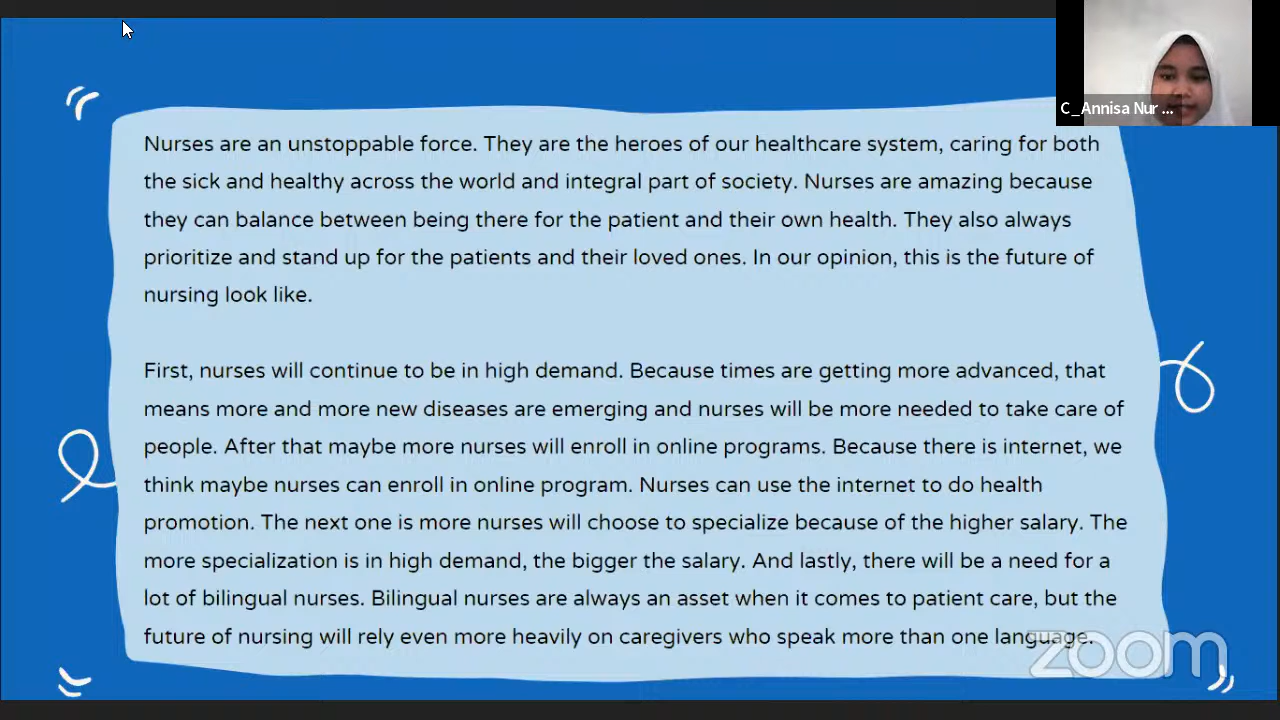 C_Annisa Nur ...
Nurses are an unstoppable force. They are the heroes of our healthcare system, caring for both
the sick and healthy across the world and integral part of society. Nurses are amazing because
they can balance between being there for the patient and their own health. They also always
prioritize and stand up for the patients and their loved ones. In our opinion, this is the future of
nursing look like.
First, nurses will continue to be in high demand. Because times are getting more advanced, that
means more and more new diseases are emerging and nurses will be more needed to take care of
people. After that maybe more nurses will enroll in online programs. Because there is internet, we
think maybe nurses can enroll in online program. Nurses can use the internet to do health
promotion. The next one is more nurses will choose to specialize because of the higher salary. The
more specialization is in high demand, the bigger the salary. And lastly, there will be a need for a
lot of bilingual nurses. Bilingual nurses are always an asset when it comes to patient care, but the
future of nursing will rely even more heavily on caregivers who speak more than one language.
zoom